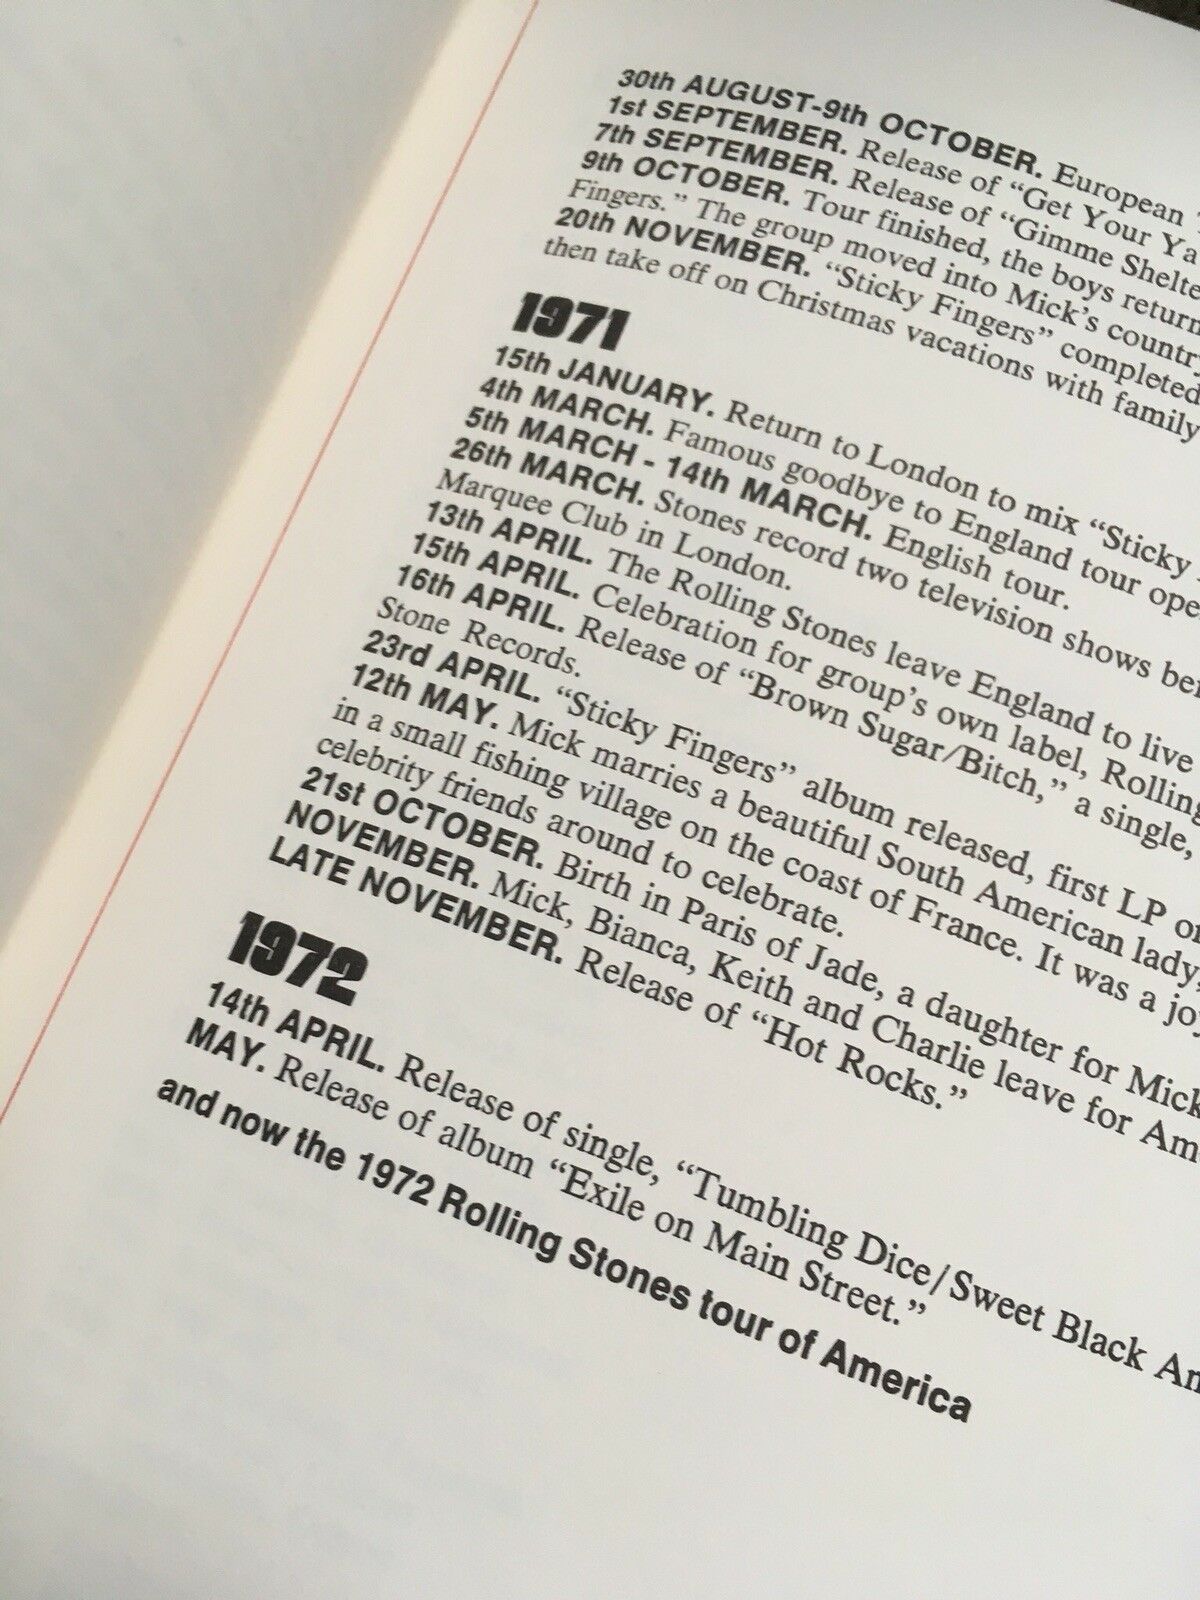 30th AUGUST-9th OCTOBER. European
1st SEPTEMBER. Release of “Get Your Ya
7th SEPTEMBER. Release of “Gimme Shelte
9th OCTOBER. Tour finished, the boys return
Fingers.” The group moved into Mick’s country
20th NOVEMBER. “Sticky Fingers” completed
then take off on Christmas vacations with family
1971
15th JANUARY. Return to London to mix “Sticky
4th MARCH. Famous goodbye to England tour ope
5th MARCH - 14th MARCH. English tour.
26th MARCH. Stones record two television shows bef
Marquee Club in London.
13th APRIL. The Rolling Stones leave England to live
15th APRIL. Celebration for group’s own label, Rolling
16th APRIL. Release of “Brown Sugar/Bitch,” a single,
Stone Records.
23rd APRIL. “Sticky Fingers” album released, first LP on
12th MAY. Mick marries a beautiful South American lady,
in a small fishing village on the coast of France. It was a joy
celebrity friends around to celebrate.
21st OCTOBER. Birth in Paris of Jade, a daughter for Mick
NOVEMBER. Mick, Bianca, Keith and Charlie leave for Am
LATE NOVEMBER. Release of “Hot Rocks.”
1972
14th APRIL. Release of single, “Tumbling Dice/Sweet Black An
MAY. Release of album “Exile on Main Street.”
and now the 1972 Rolling Stones tour of America